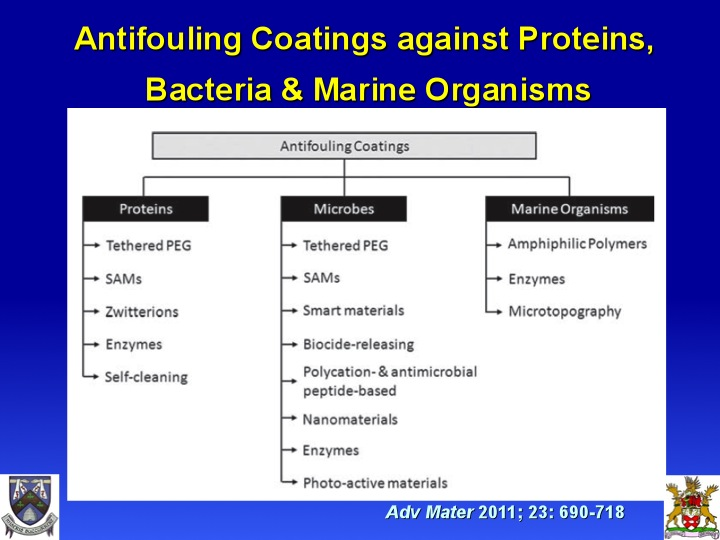 Antifouling Coatings against Proteins,
Bacteria & Marine Organisms
Antifouling Coatings
Proteins
Tethered PEG
SAMs
Zwitterions
Enzymes
Self-cleaning
Microbes
Tethered PEG
SAMs
Smart materials
Biocide-releasing
Polycation- & antimicrobial
peptide-based
Nanomaterials
Enzymes
Photo-active materials
Marine Organisms
Amphiphilic Polymers
Enzymes
Microtopography
Adv Mater 2011; 23: 690-718